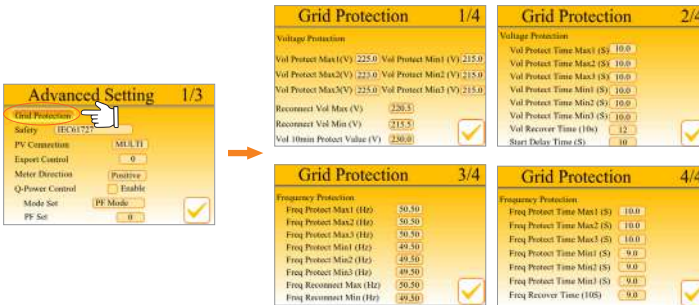 Advanced Setting 1/3
Grid Protection
Safety IEC61727
PV Connection MULTI
Export Control 0
Meter Direction Positive
Q-Power Control Enable
Mode Set PF Mode
PF Set 0
Grid Protection 1/4
Voltage Protection
Vol Protect Max1(V) 225.0 Vol Protect Min1 (V) 215.0
Vol Protect Max2(V) 225.0 Vol Protect Min2 (V) 215.0
Vol Protect Max3(V) 225.0 Vol Protect Min3 (V) 215.0
Reconnect Vol Max (V) 220.5
Reconnect Vol Min (V) 215.5
Vol 10min Protect Value (V) 250.0
Grid Protection 2/4
Voltage Protection
Vol Protect Time Max1 (S) 10.0
Vol Protect Time Max2 (S) 10.0
Vol Protect Time Max3 (S) 10.0
Vol Protect Time Min1 (S) 10.0
Vol Protect Time Min2 (S) 10.0
Vol Protect Time Min3 (S) 10.0
Vol Recover Time (10s) 12
Start Delay Time (S) 10
Grid Protection 3/4
Frequency Protection
Freq Protect Max1 (Hz) 50.50
Freq Protect Max2 (Hz) 50.50
Freq Protect Max3 (Hz) 50.50
Freq Protect Min1 (Hz) 49.50
Freq Protect Min2 (Hz) 49.50
Freq Protect Min3 (Hz) 49.50
Freq Reconnect Max (Hz) 50.50
Freq Reconnect Min (Hz) 49.50
Grid Protection 4/4
Frequency Protection
Freq Protect Time Max1 (S) 10.0
Freq Protect Time Max2 (S) 10.0
Freq Protect Time Max3 (S) 10.0
Freq Protect Time Min1 (S) 9.0
Freq Protect Time Min2 (S) 9.0
Freq Protect Time Min3 (S) 9.0
Freq Recover Time (10S) 9.0